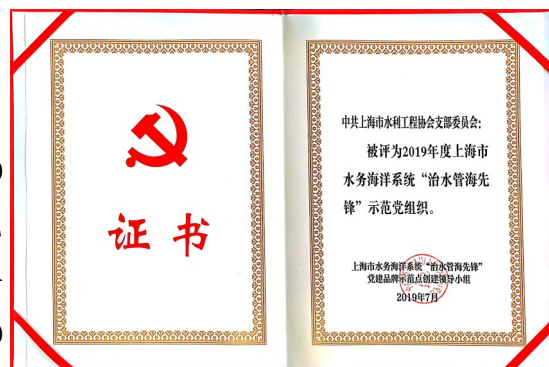 证书
中共上海市水利工程协会支部委员会：
被评为2019年度上海市
水务海洋系统“治水管海先
锋”示范党组织。
上海市水务海洋系统“治水管海先锋”
党建品牌示范点创建领导小组
2019年7月